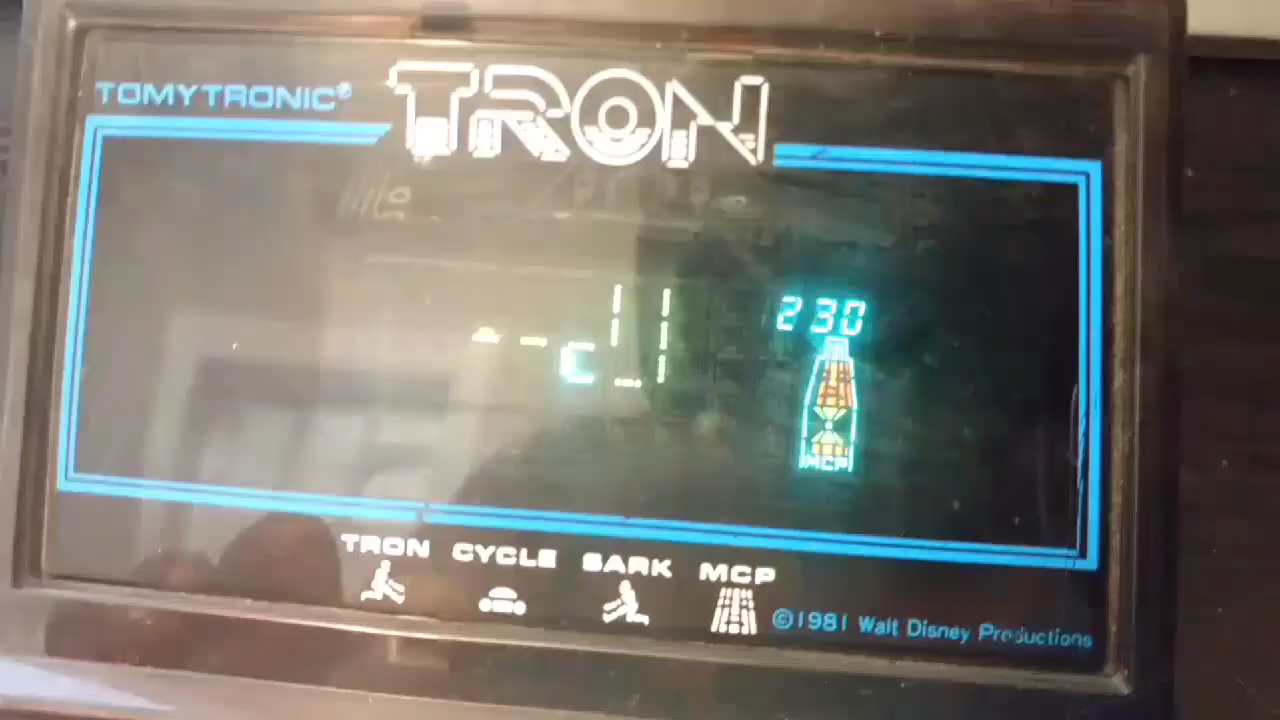 TOMYTRONIC®
TRON
230
MCP
TRON CYCLE SARK MCP
©1981 Walt Disney Productions